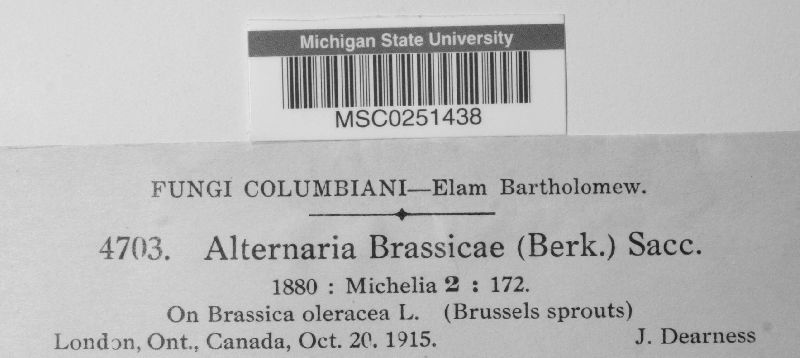 Michigan State University
MSC0251438
FUNGI COLUMBIANI—Elam Bartholomew.
4703. Alternaria Brassicae (Berk.) Sacc.
1880 : Michelia 2 : 172.
On Brassica oleracea L. (Brussels sprouts)
London, Ont., Canada, Oct. 20. 1915. J. Dearness